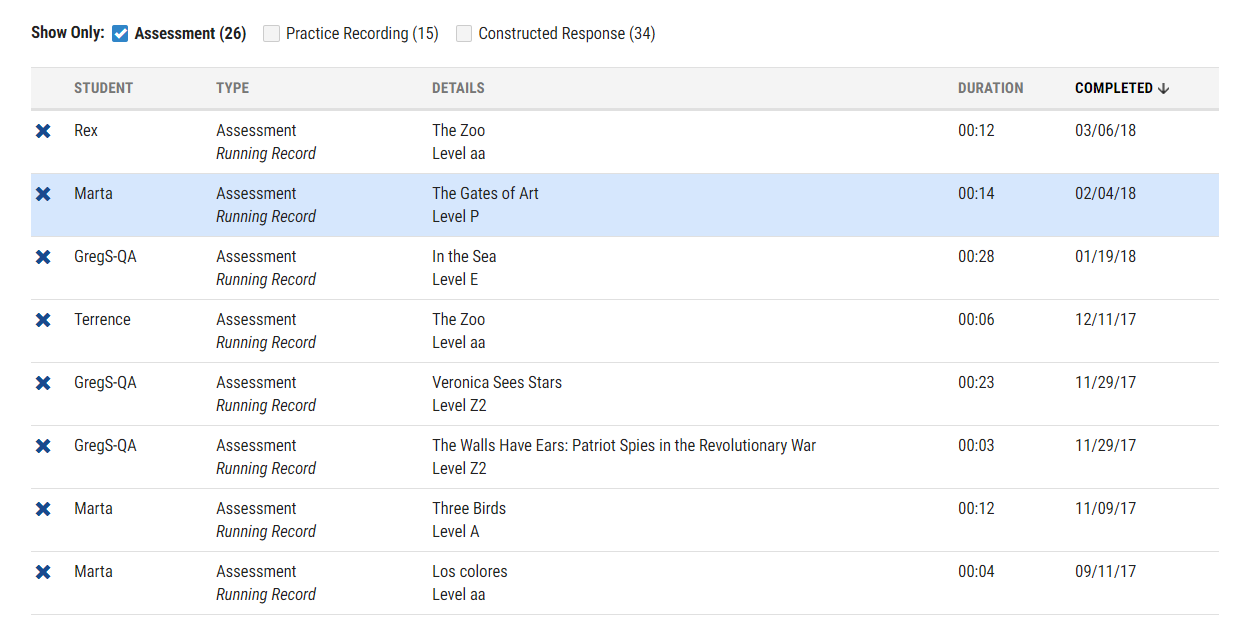 Show Only: Assessment (26) Practice Recording (15) Constructed Response (34)
STUDENT TYPE DETAILS DURATION COMPLETED
Rex Assessment The Zoo 00:12 03/06/18
Running Record Level aa
Marta Assessment The Gates of Art 00:14 02/04/18
Running Record Level P
GregS-QA Assessment In the Sea 00:28 01/19/18
Running Record Level E
Terrence Assessment The Zoo 00:06 12/11/17
Running Record Level aa
GregS-QA Assessment Veronica Sees Stars 00:23 11/29/17
Running Record Level Z2
GregS-QA Assessment The Walls Have Ears: Patriot Spies in the Revolutionary War 00:03 11/29/17
Running Record Level Z2
Marta Assessment Three Birds 00:12 11/09/17
Running Record Level A
Marta Assessment Los colores 00:04 09/11/17
Running Record Level aa